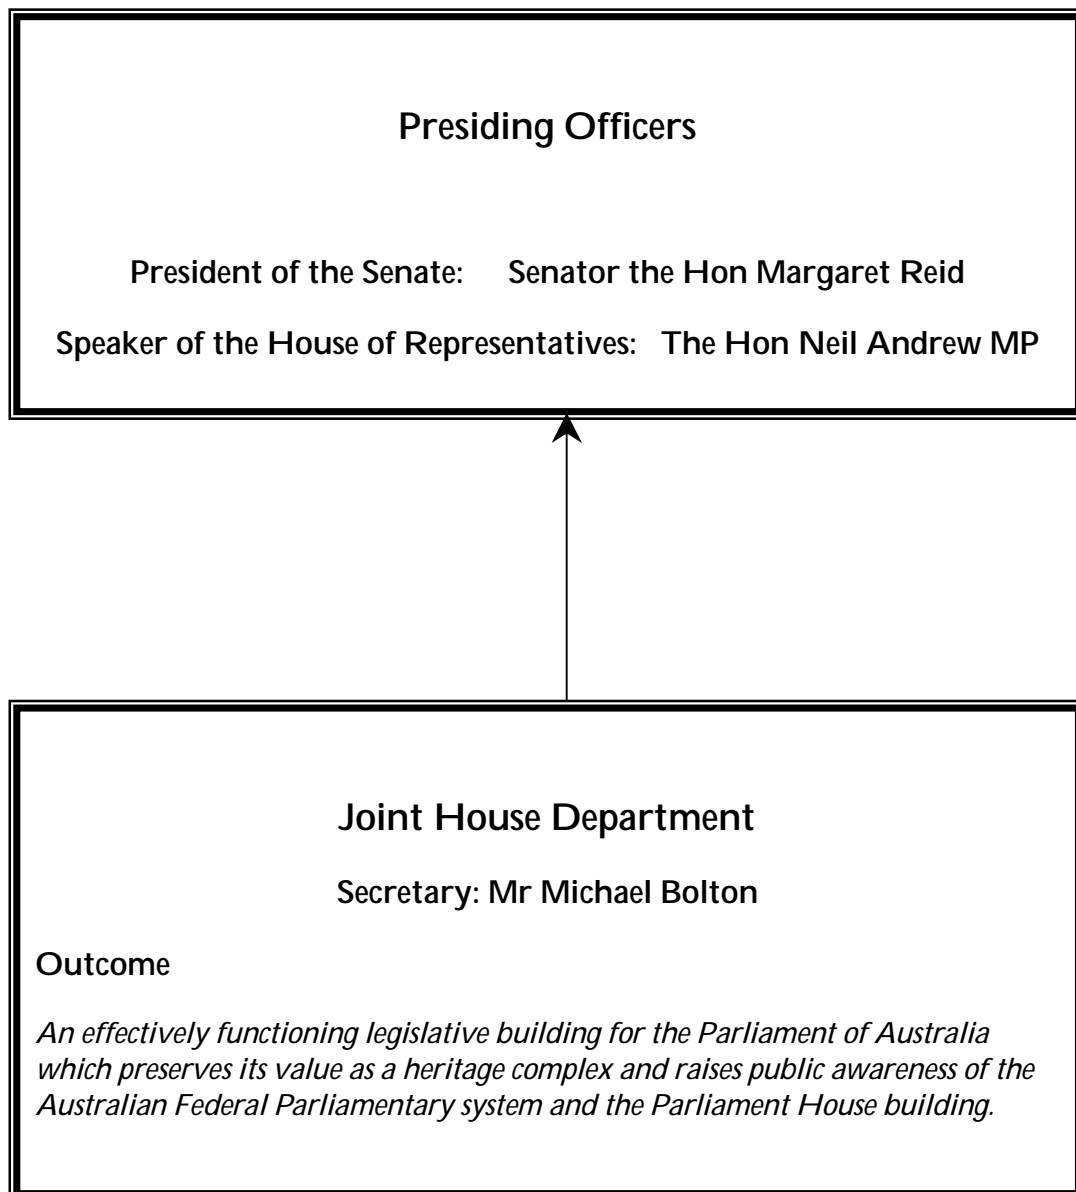 Presiding Officers
President of the Senate: Senator the Hon Margaret Reid
Speaker of the House of Representatives: The Hon Neil Andrew MP
Joint House Department
Secretary: Mr Michael Bolton
Outcome
An effectively functioning legislative building for the Parliament of Australia
which preserves its value as a heritage complex and raises public awareness of the
Australian Federal Parliamentary system and the Parliament House building.